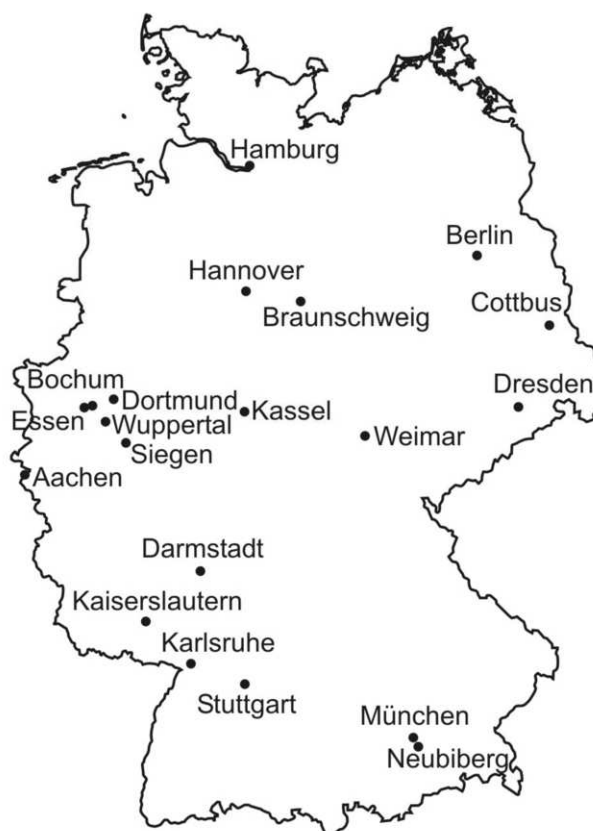 Hamburg
Berlin
Hannover
Braunschweig
Cottbus
Bochum
Dortmund
Dresden
Essen
Wuppertal
Kassel
Siegen
Weimar
Aachen
Darmstadt
Kaiserslautern
Karlsruhe
Stuttgart
München
Neubiberg